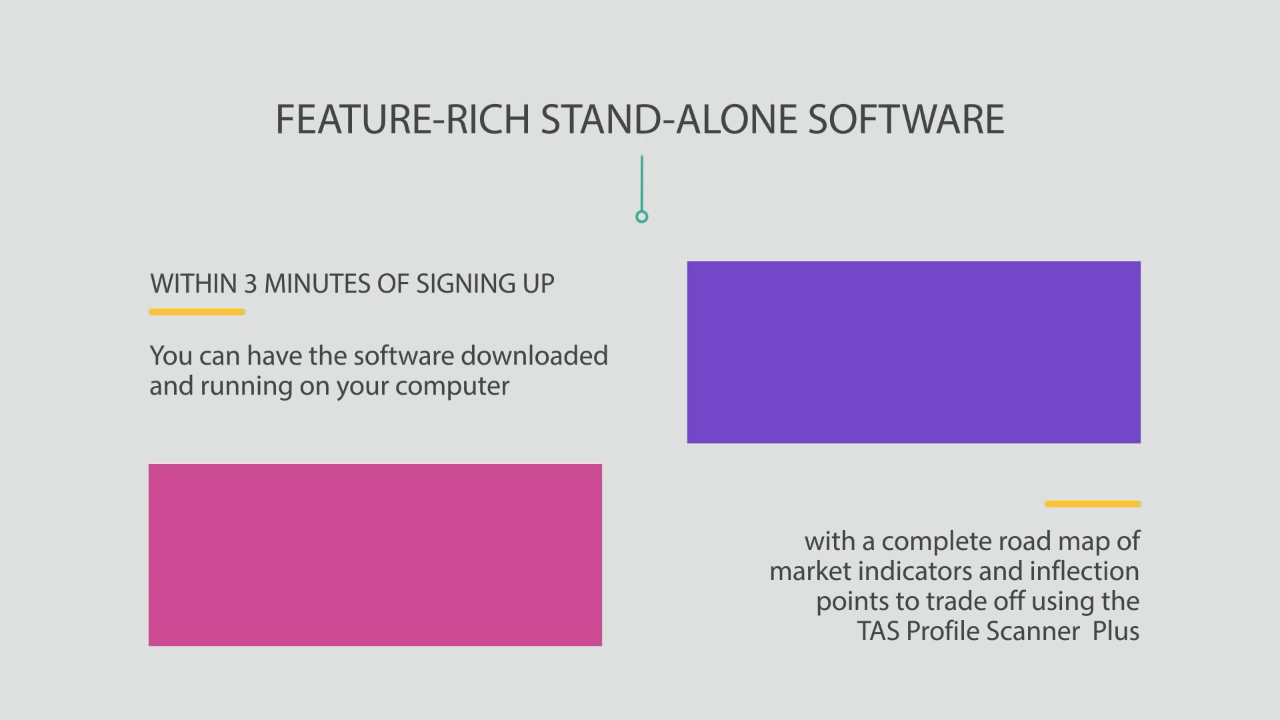 FEATURE-RICH STAND-ALONE SOFTWARE
WITHIN 3 MINUTES OF SIGNING UP
You can have the software downloaded
and running on your computer
with a complete road map of
market indicators and inflection
points to trade off using the
TAS Profile Scanner  Plus